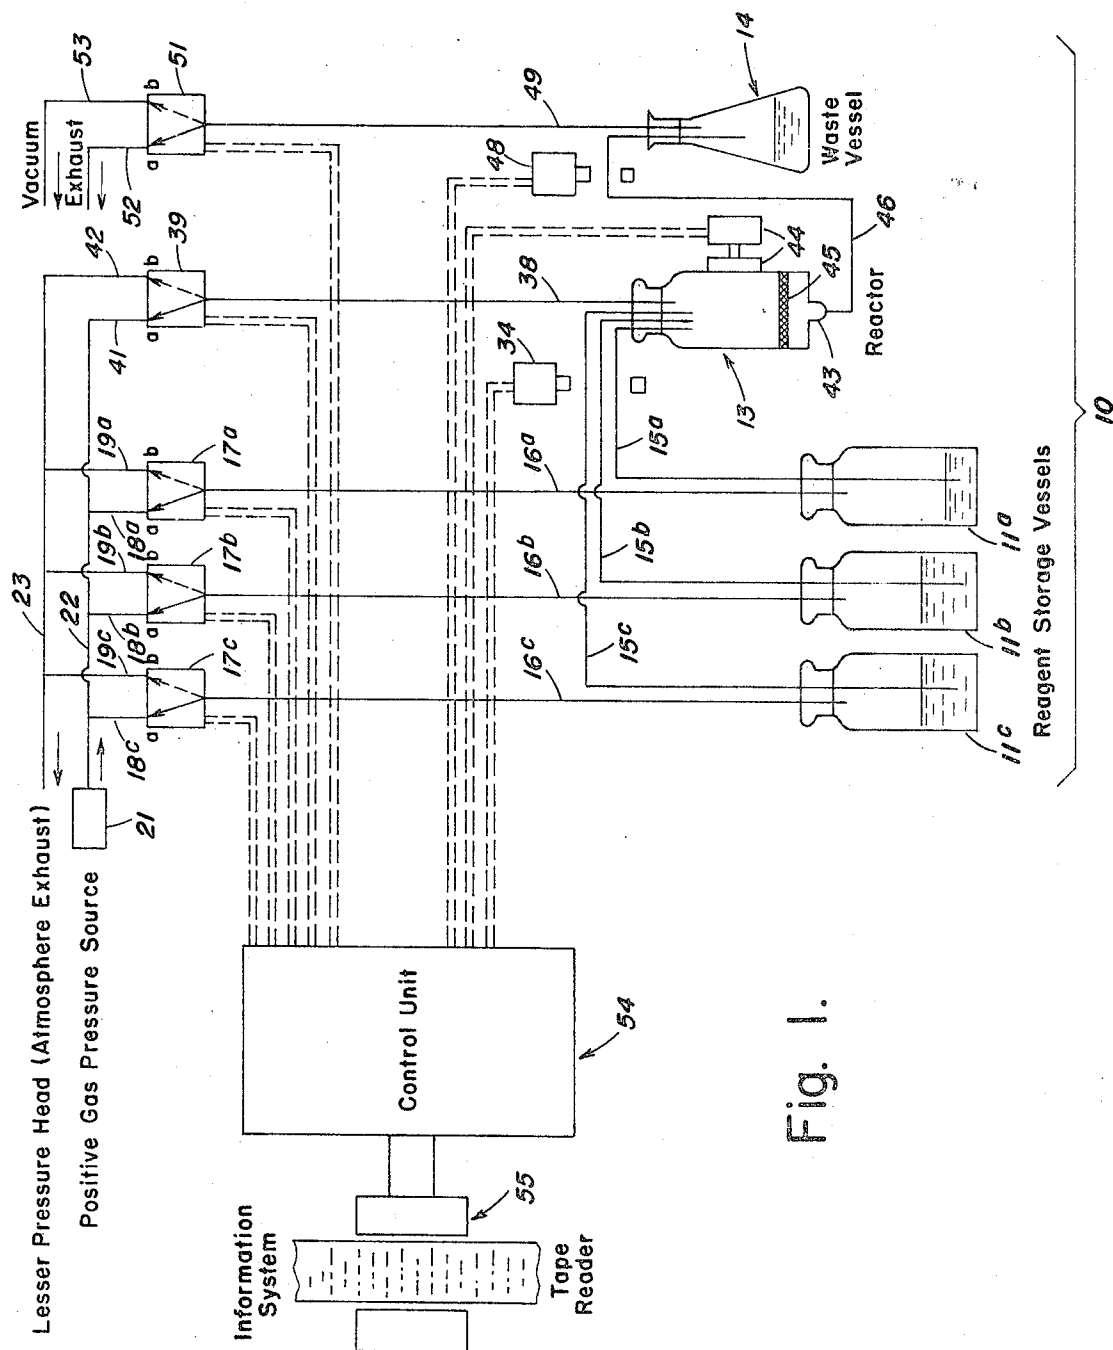 Lesser Pressure Head (Atmosphere Exhaust)
Positive Gas Pressure Source
21
23
22
18c
19c
18b
19b
18a
19a
41
42
Vacuum
Exhaust
52
53
a
b
17c
a
b
17b
a
b
17a
a
b
39
a
b
51
Information
System
Tape
Reader
55
Control Unit
54
34
48
16c
16b
16a
38
49
15c
15b
15a
13
44
45
43
46
Reactor
14
Waste
Vessel
11c
11b
11a
Reagent Storage Vessels
10
Fig. 1.